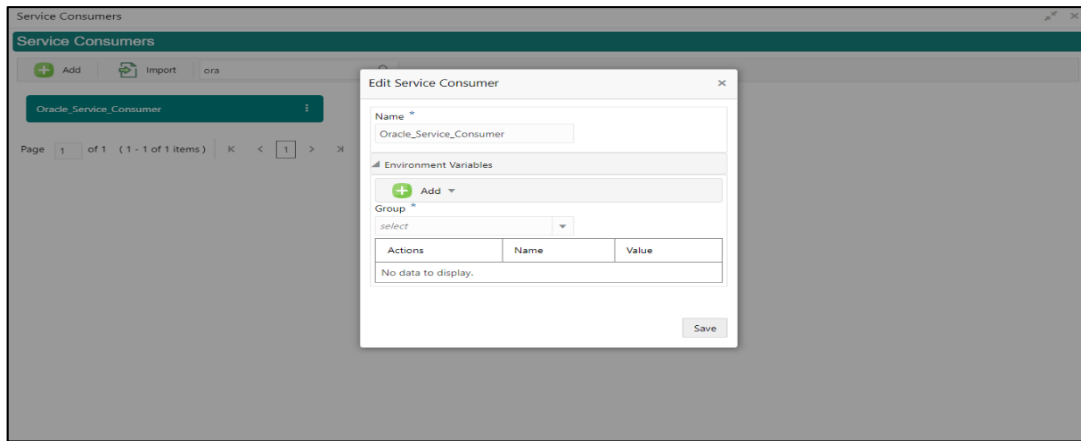 Service Consumers
Service Consumers
Add Import ora
Oracle_Service_Consumer
Page 1 of 1 (1 - 1 of 1 items) K < 1 > >|
Edit Service Consumer ×
Name *
Oracle_Service_Consumer
Environment Variables
Add
Group *
select
Actions Name Value
No data to display.
Save